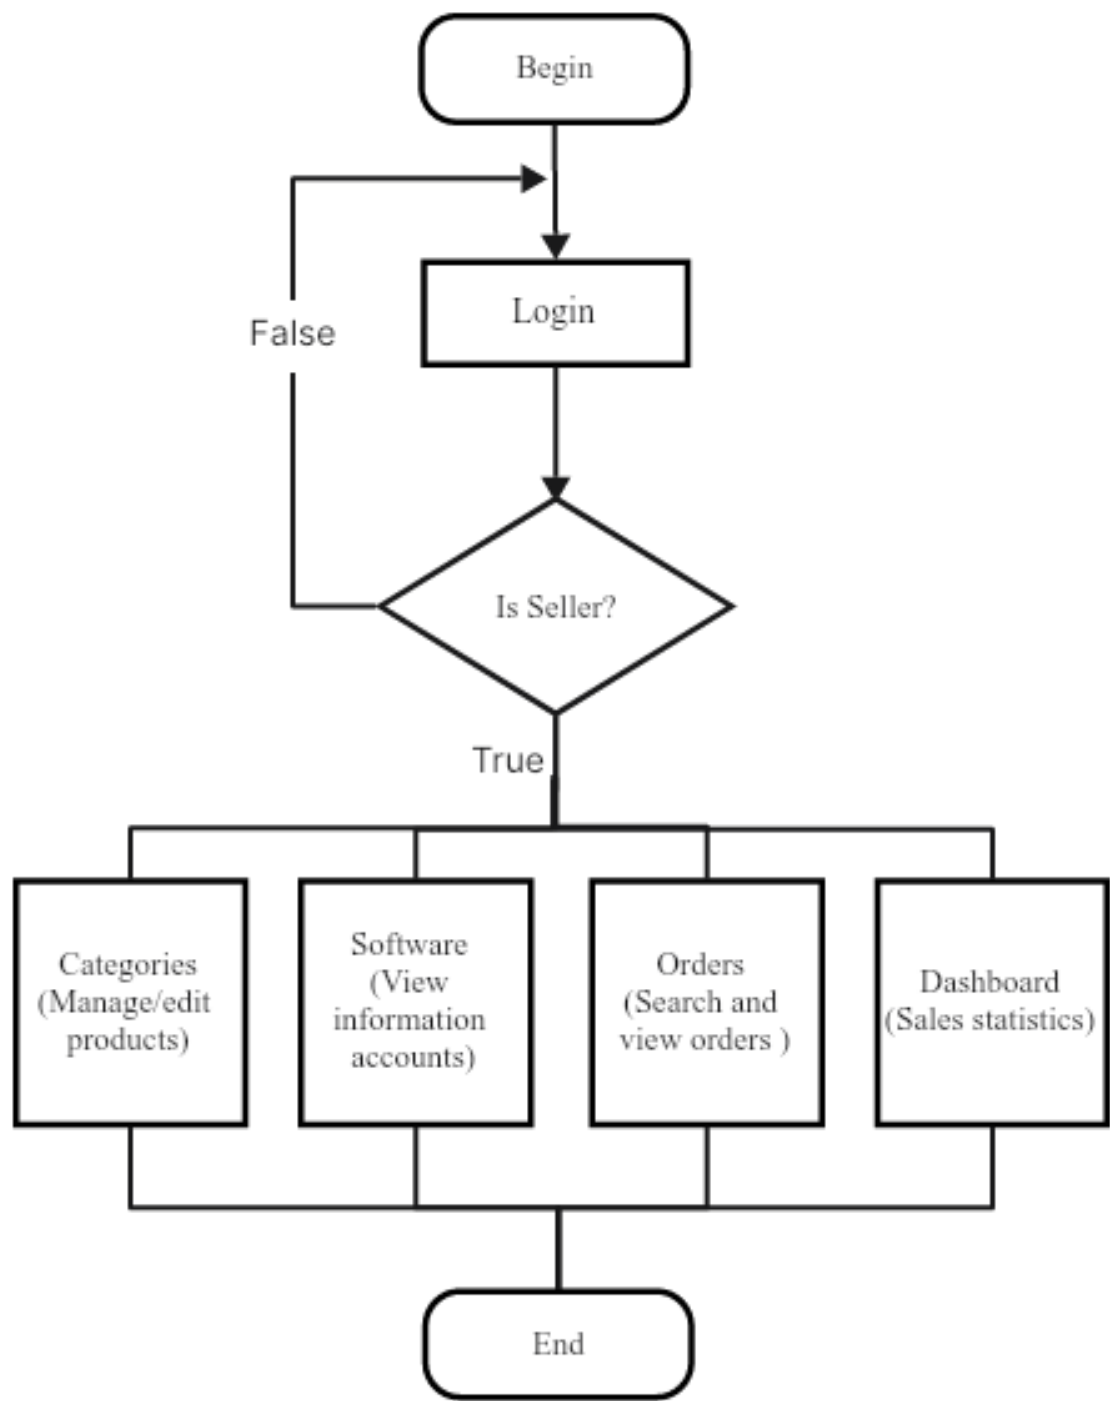 Begin
Login
False
Is Seller?
True
Categories
(Manage/edit
products)
Software
(View
information
accounts)
Orders
(Search and
view orders )
Dashboard
(Sales statistics)
End